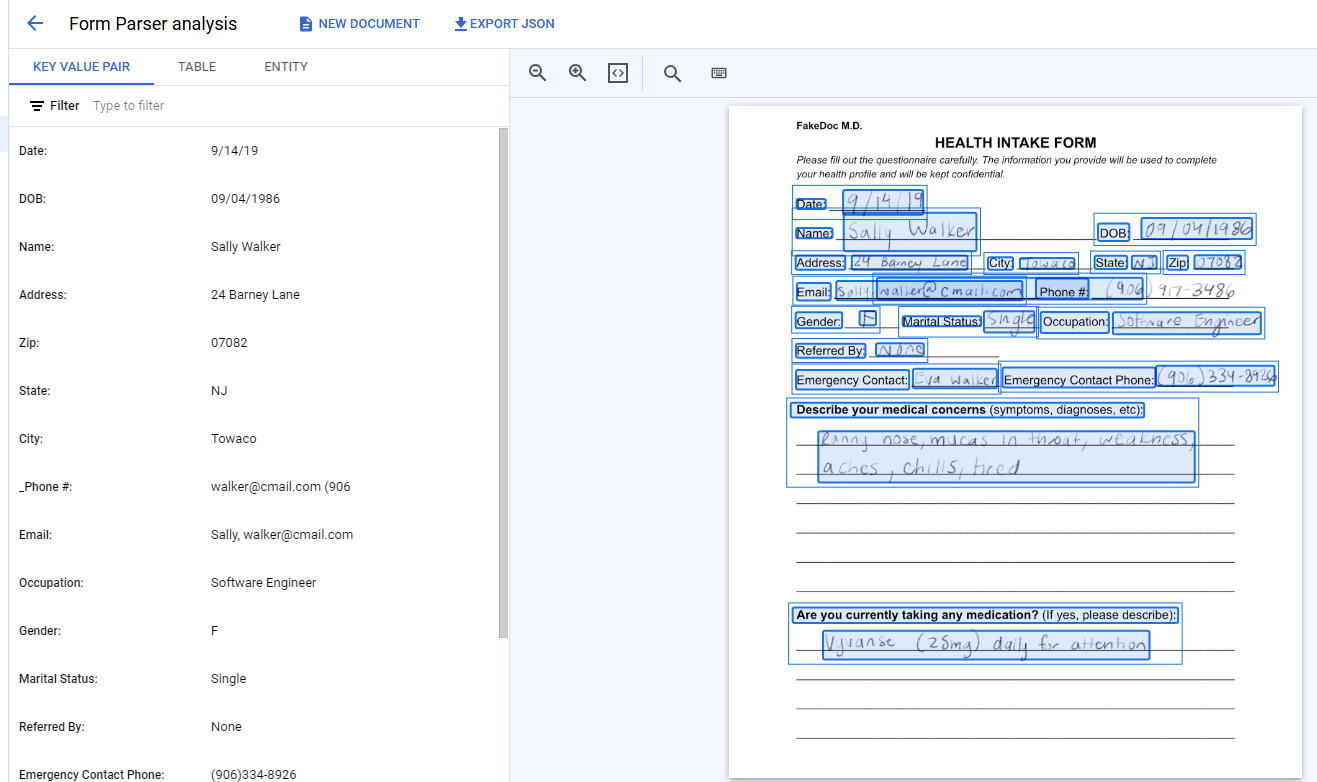 Form Parser analysis NEW DOCUMENT EXPORT JSON
KEY VALUE PAIR TABLE ENTITY
Filter Type to filter
Date: 9/14/19
DOB: 09/04/1986
Name: Sally Walker
Address: 24 Barney Lane
Zip: 07082
State: NJ
City: Towaco
_Phone #: walker@cmail.com (906
Email: Sally, walker@cmail.com
Occupation: Software Engineer
Gender: F
Marital Status: Single
Referred By: None
Emergency Contact Phone: (906)334-8926
FakeDoc M.D.
HEALTH INTAKE FORM
Please fill out the questionnaire carefully. The information you provide will be used to complete
your health profile and will be kept confidential.
Date: 9/14/19
Name: Sally Walker DOB: 09/04/1986
Address: 24 Barney Lane City: Towaco State: NJ Zip: 07082
Email: Sally.walker@cmail.com Phone #: (906) 917-3486
Gender: F Marital Status: Single Occupation: Software Engineer
Referred By: None
Emergency Contact: Eva Walker Emergency Contact Phone: (906)334-8926
Describe your medical concerns (symptoms, diagnoses, etc):
Runny nose, mucas in throat, weakness,
aches, chills, tired
Are you currently taking any medication? (If yes, please describe):
Vyvanse (25mg) daily for attention